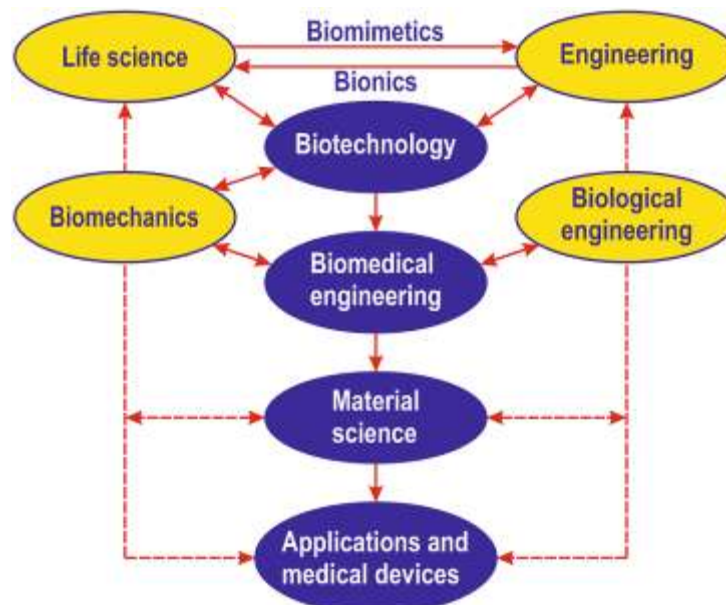 Biomimetics
Life science
Engineering
Bionics
Biotechnology
Biomechanics
Biological
engineering
Biomedical
engineering
Material
science
Applications and
medical devices